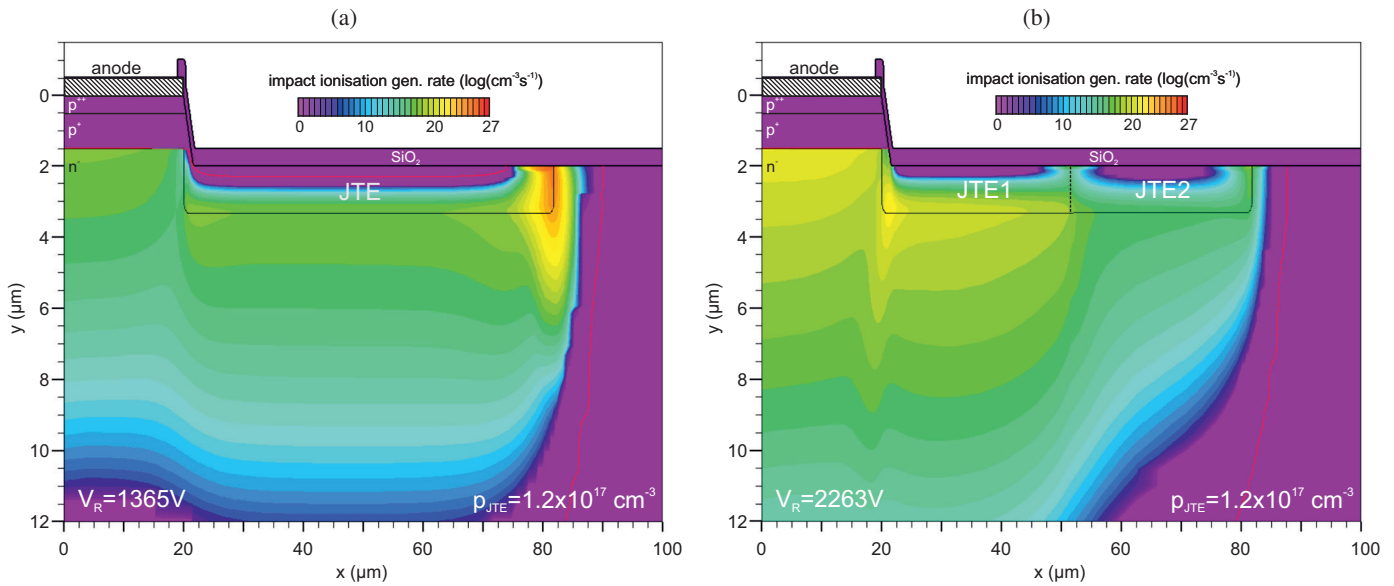 (a)
anode
impact ionisation gen. rate (log(cm⁻³s⁻¹)
0 10 20 27
p⁺⁺
p⁺
n⁻
SiO₂
JTE
V_R=1365V
p_JTE=1.2x10¹⁷ cm⁻³
y (µm)
0
2
4
6
8
10
12
0 20 40 60 80 100
x (µm)
(b)
anode
impact ionisation gen. rate (log(cm⁻³s⁻¹)
0 10 20 27
p⁺⁺
p⁺
n⁻
SiO₂
JTE1 JTE2
V_R=2263V
p_JTE=1.2x10¹⁷ cm⁻³
y (µm)
0
2
4
6
8
10
12
0 20 40 60 80 100
x (µm)